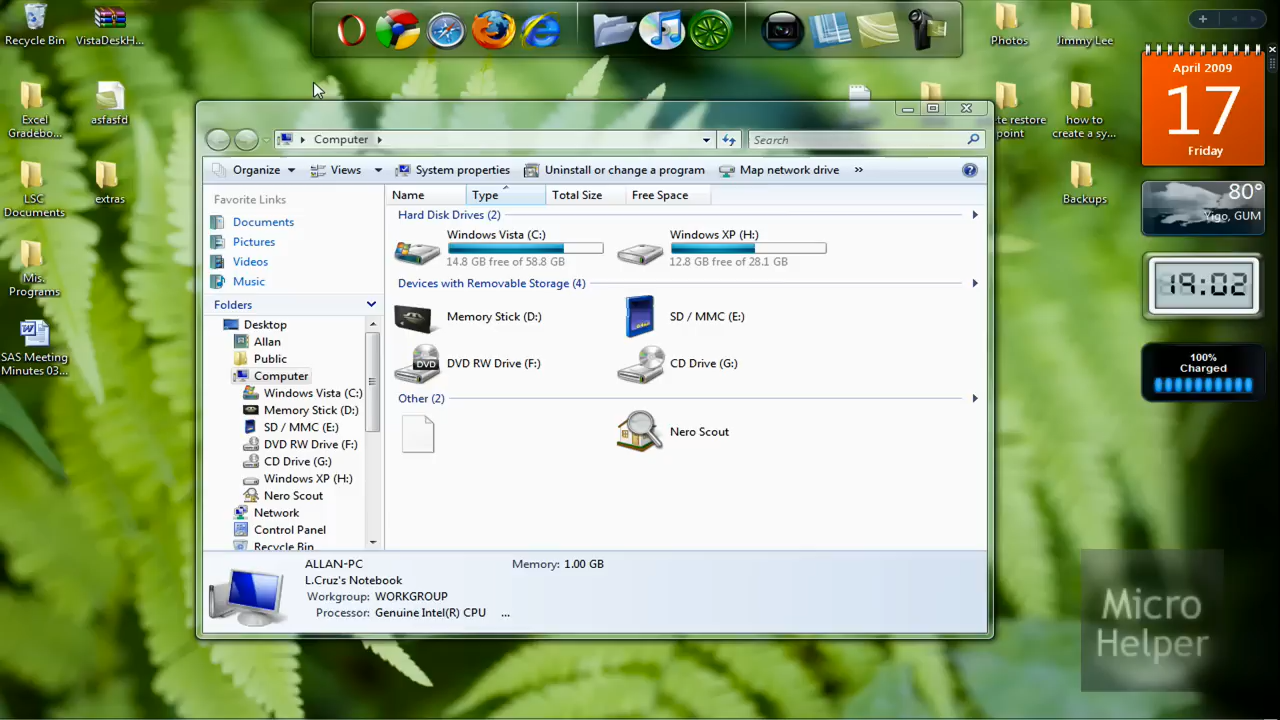 Recycle Bin
VistaDeskH...
Photos
Jimmy Lee
Excel
Gradebo...
asfasfd
te restore
point
how to
create a sy...
LSC
Documents
extras
Backups
Mis.
Programs
SAS Meeting
Minutes 03...
April 2009
17
Friday
80°
Yigo, GUM
19:02
100%
Charged
Computer
Search
Organize
Views
System properties
Uninstall or change a program
Map network drive
»
Favorite Links
Documents
Pictures
Videos
Music
Folders
Desktop
Allan
Public
Computer
Windows Vista (C:)
Memory Stick (D:)
SD / MMC (E:)
DVD RW Drive (F:)
CD Drive (G:)
Windows XP (H:)
Nero Scout
Network
Control Panel
Recycle Bin
Name Type Total Size Free Space
Hard Disk Drives (2)
Windows Vista (C:)
14.8 GB free of 58.8 GB
Windows XP (H:)
12.8 GB free of 28.1 GB
Devices with Removable Storage (4)
Memory Stick (D:)
SD / MMC (E:)
DVD
DVD RW Drive (F:)
CD Drive (G:)
Other (2)
Nero Scout
ALLAN-PC
L.Cruz's Notebook
Workgroup: WORKGROUP
Processor: Genuine Intel(R) CPU ...
Memory: 1.00 GB
Micro
Helper